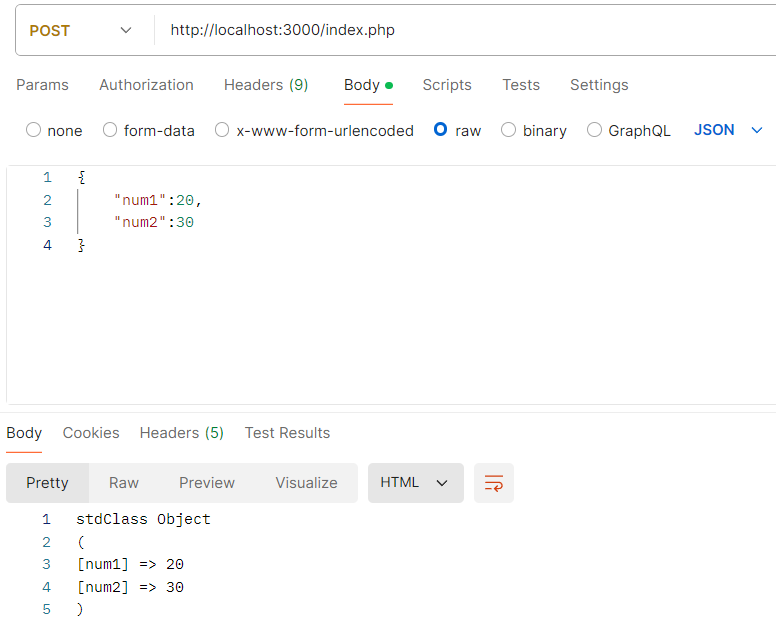 POST http://localhost:3000/index.php
Params Authorization Headers (9) Body Scripts Tests Settings
none form-data x-www-form-urlencoded raw binary GraphQL JSON
1 {
2 "num1":20,
3 "num2":30
4 }
Body Cookies Headers (5) Test Results
Pretty Raw Preview Visualize HTML
1 stdClass Object
2 (
3 [num1] => 20
4 [num2] => 30
5 )